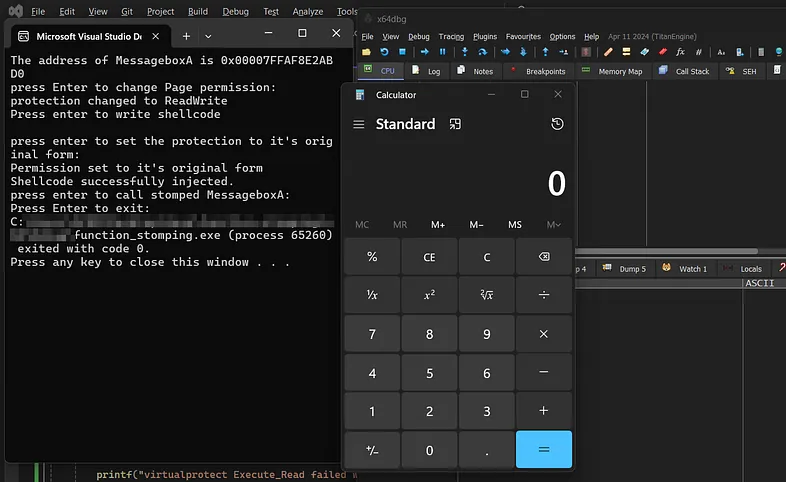 File Edit View Git Project Build Debug Test Analyze Tools
Microsoft Visual Studio De
The address of MessageboxA is 0x00007FFAF8E2AB
D0
press Enter to change Page permission:
protection changed to ReadWrite
Press enter to write shellcode
press enter to set the protection to it's orig
inal form:
Permission set to it's original form
Shellcode successfully injected.
press enter to call stomped MessageboxA:
Press Enter to exit:
C:
function_stomping.exe (process 65260)
exited with code 0.
Press any key to close this window . . .
printf("virtualprotect Execute_Read failed w
x64dbg
File View Debug Tracing Plugins Favourites Options Help Apr 11 2024 (TitanEngine)
CPU Log Notes Breakpoints Memory Map Call Stack SEH
Calculator
Standard
0
MC MR M+ M− MS M
% CE C
¹/x x² ²√x ÷
7 8 9 ×
4 5 6 −
1 2 3 +
+/− 0 . =
p 4 Dump 5 Watch 1 Locals
ASCII